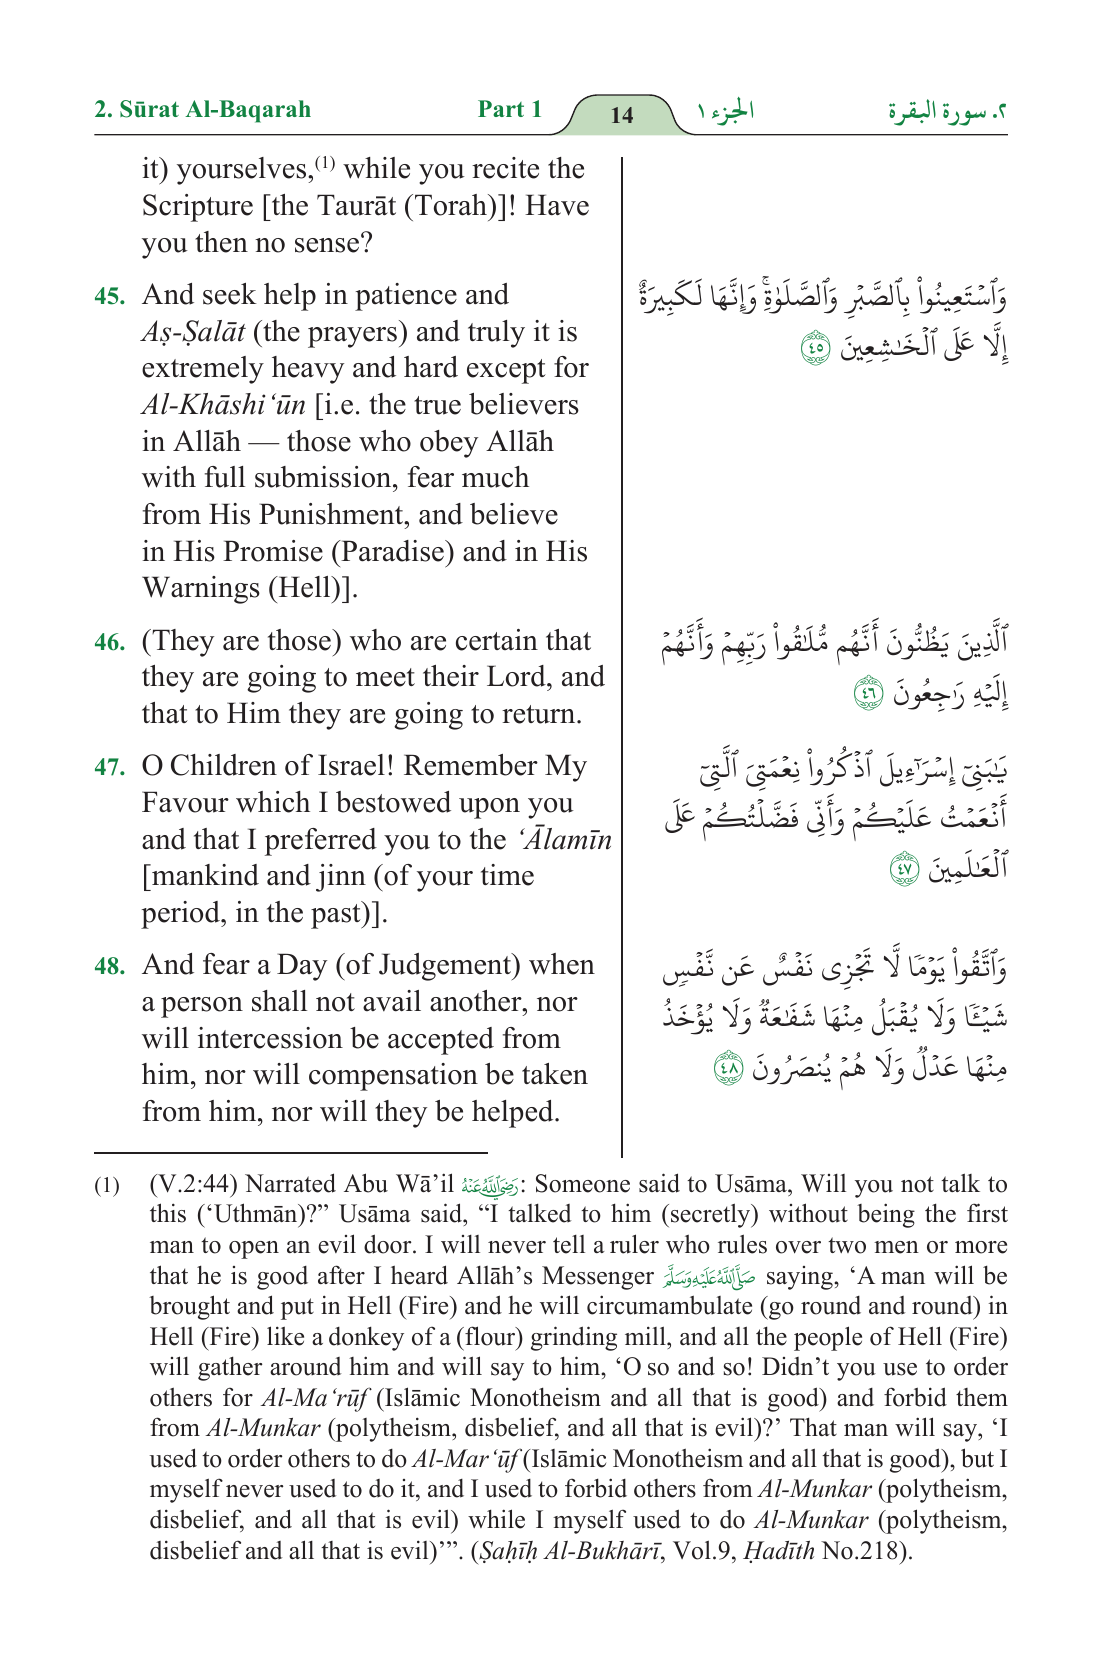 2. Sūrat Al-Baqarah Part 1 14 الجزء ١ ٢. سورة البقرة
it) yourselves,(1) while you recite the
Scripture [the Taurāt (Torah)]! Have
you then no sense?
45. And seek help in patience and
Aṣ-Ṣalāt (the prayers) and truly it is
extremely heavy and hard except for
Al-Khāshi‘ūn [i.e. the true believers
in Allāh — those who obey Allāh
with full submission, fear much
from His Punishment, and believe
in His Promise (Paradise) and in His
Warnings (Hell)].
وَٱسْتَعِينُوا۟ بِٱلصَّبْرِ وَٱلصَّلَوٰةِ ۚ وَإِنَّهَا لَكَبِيرَةٌ
إِلَّا عَلَى ٱلْخَـٰشِعِينَ ٤٥
46. (They are those) who are certain that
they are going to meet their Lord, and
that to Him they are going to return.
ٱلَّذِينَ يَظُنُّونَ أَنَّهُم مُّلَـٰقُوا۟ رَبِّهِمْ وَأَنَّهُمْ
إِلَيْهِ رَٰجِعُونَ ٤٦
47. O Children of Israel! Remember My
Favour which I bestowed upon you
and that I preferred you to the ‘Ālamīn
[mankind and jinn (of your time
period, in the past)].
يَـٰبَنِىٓ إِسْرَٰٓءِيلَ ٱذْكُرُوا۟ نِعْمَتِىَ ٱلَّتِىٓ
أَنْعَمْتُ عَلَيْكُمْ وَأَنِّى فَضَّلْتُكُمْ عَلَى
ٱلْعَـٰلَمِينَ ٤٧
48. And fear a Day (of Judgement) when
a person shall not avail another, nor
will intercession be accepted from
him, nor will compensation be taken
from him, nor will they be helped.
وَٱتَّقُوا۟ يَوْمًا لَّا تَجْزِى نَفْسٌ عَن نَّفْسٍ
شَيْـًٔا وَلَا يُقْبَلُ مِنْهَا شَفَـٰعَةٌ وَلَا يُؤْخَذُ
مِنْهَا عَدْلٌ وَلَا هُمْ يُنصَرُونَ ٤٨
(1) (V.2:44) Narrated Abu Wā’il رَضِيَ اللَّهُ عَنْهُ: Someone said to Usāma, Will you not talk to
this (‘Uthmān)?” Usāma said, “I talked to him (secretly) without being the first
man to open an evil door. I will never tell a ruler who rules over two men or more
that he is good after I heard Allāh’s Messenger صَلَّى اللَّهُ عَلَيْهِ وَسَلَّمَ saying, ‘A man will be
brought and put in Hell (Fire) and he will circumambulate (go round and round) in
Hell (Fire) like a donkey of a (flour) grinding mill, and all the people of Hell (Fire)
will gather around him and will say to him, ‘O so and so! Didn’t you use to order
others for Al-Ma‘rūf (Islāmic Monotheism and all that is good) and forbid them
from Al-Munkar (polytheism, disbelief, and all that is evil)?’ That man will say, ‘I
used to order others to do Al-Mar‘ūf (Islāmic Monotheism and all that is good), but I
myself never used to do it, and I used to forbid others from Al-Munkar (polytheism,
disbelief, and all that is evil) while I myself used to do Al-Munkar (polytheism,
disbelief and all that is evil)’”. (Ṣaḥīḥ Al-Bukhārī, Vol.9, Ḥadīth No.218).